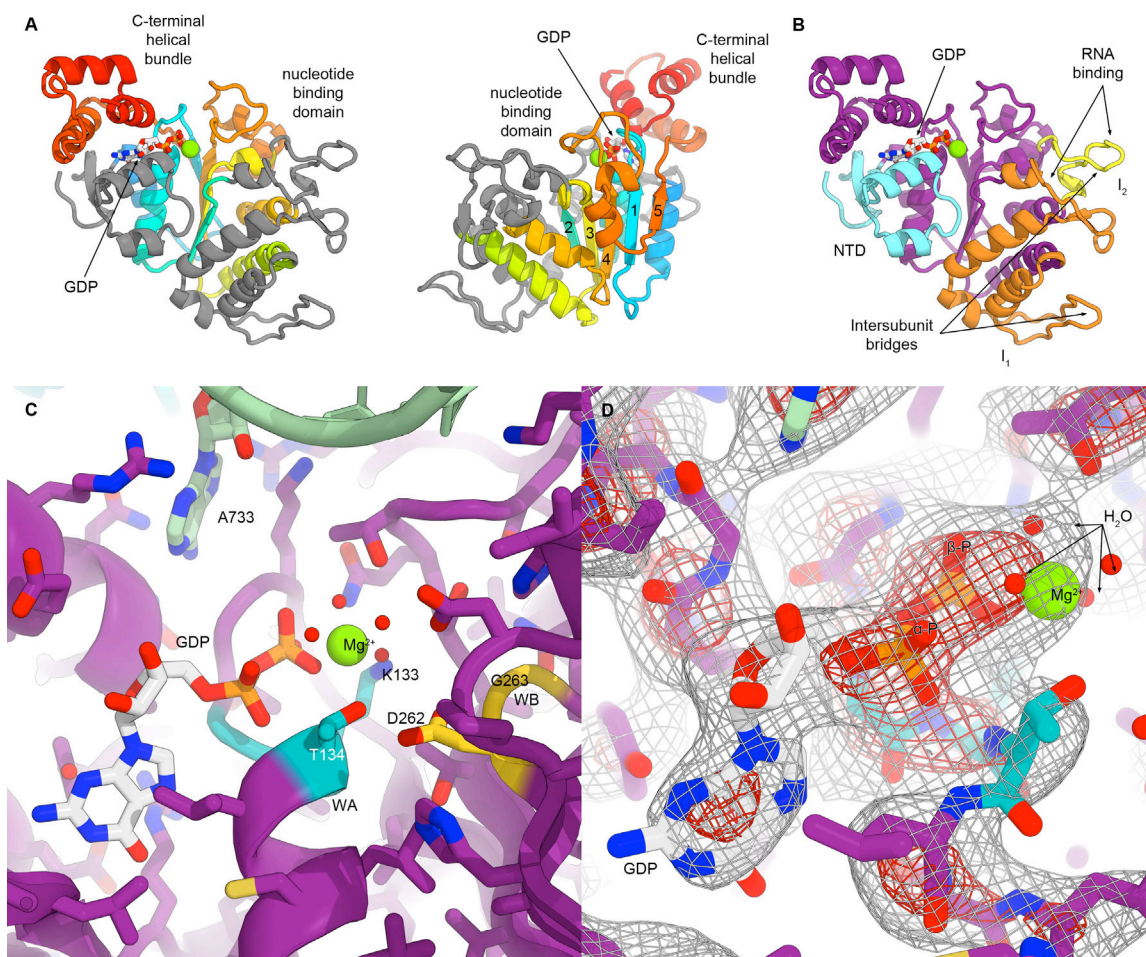 A
C-terminal
helical
bundle
nucleotide
binding
domain
GDP
GDP
C-terminal
helical
bundle
nucleotide
binding
domain
1
2
3
4
5
B
GDP
RNA
binding
I2
NTD
Intersubunit
bridges
I1
C
A733
GDP
Mg2+
K133
G263
WB
D262
T134
WA
D
H2O
β-P
Mg2+
α-P
GDP